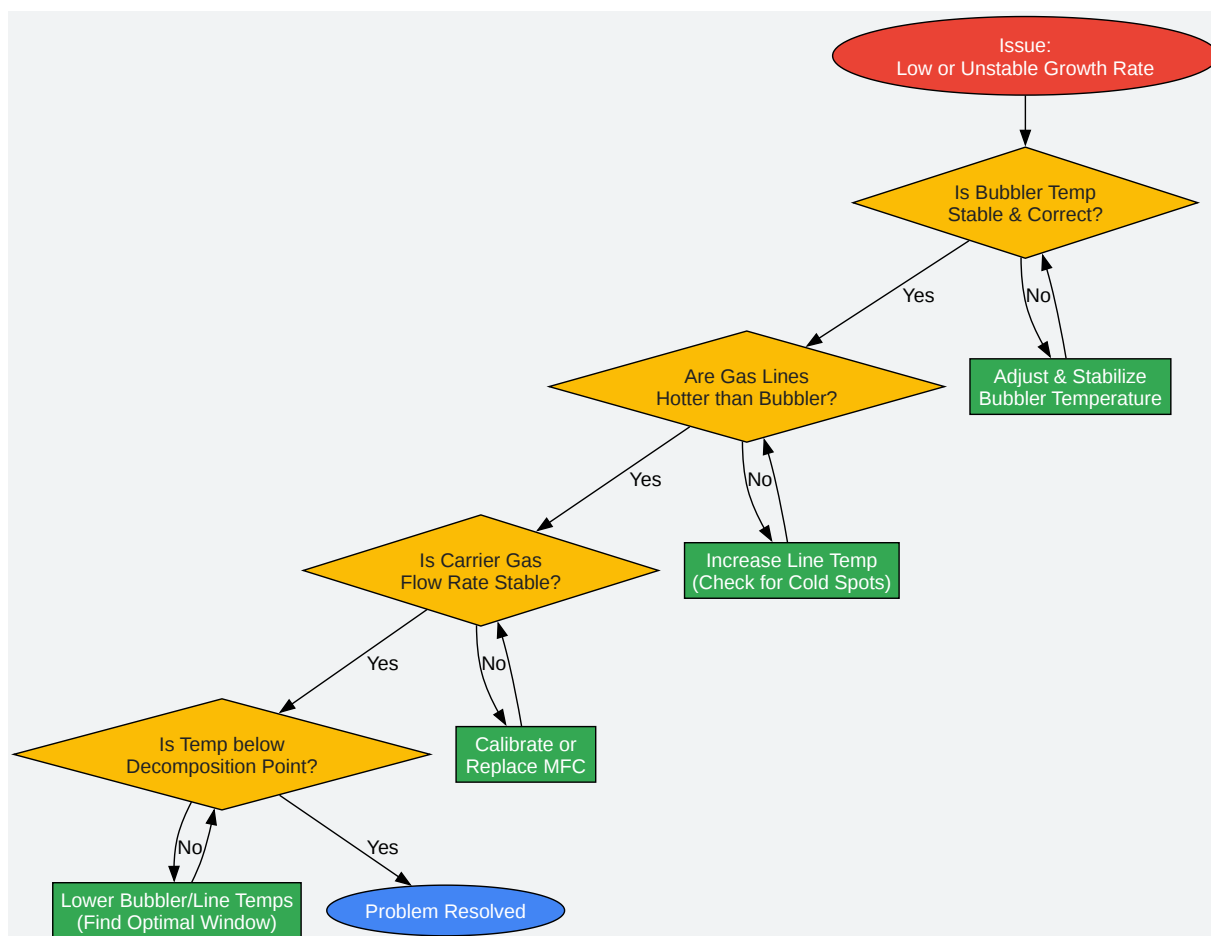 Issue:
Low or Unstable Growth Rate
Is Bubbler Temp
Stable & Correct?
Yes
No
Adjust & Stabilize
Bubbler Temperature
Are Gas Lines
Hotter than Bubbler?
Yes
No
Increase Line Temp
(Check for Cold Spots)
Is Carrier Gas
Flow Rate Stable?
Yes
No
Calibrate or
Replace MFC
Is Temp below
Decomposition Point?
No
Yes
Lower Bubbler/Line Temps
(Find Optimal Window)
Problem Resolved